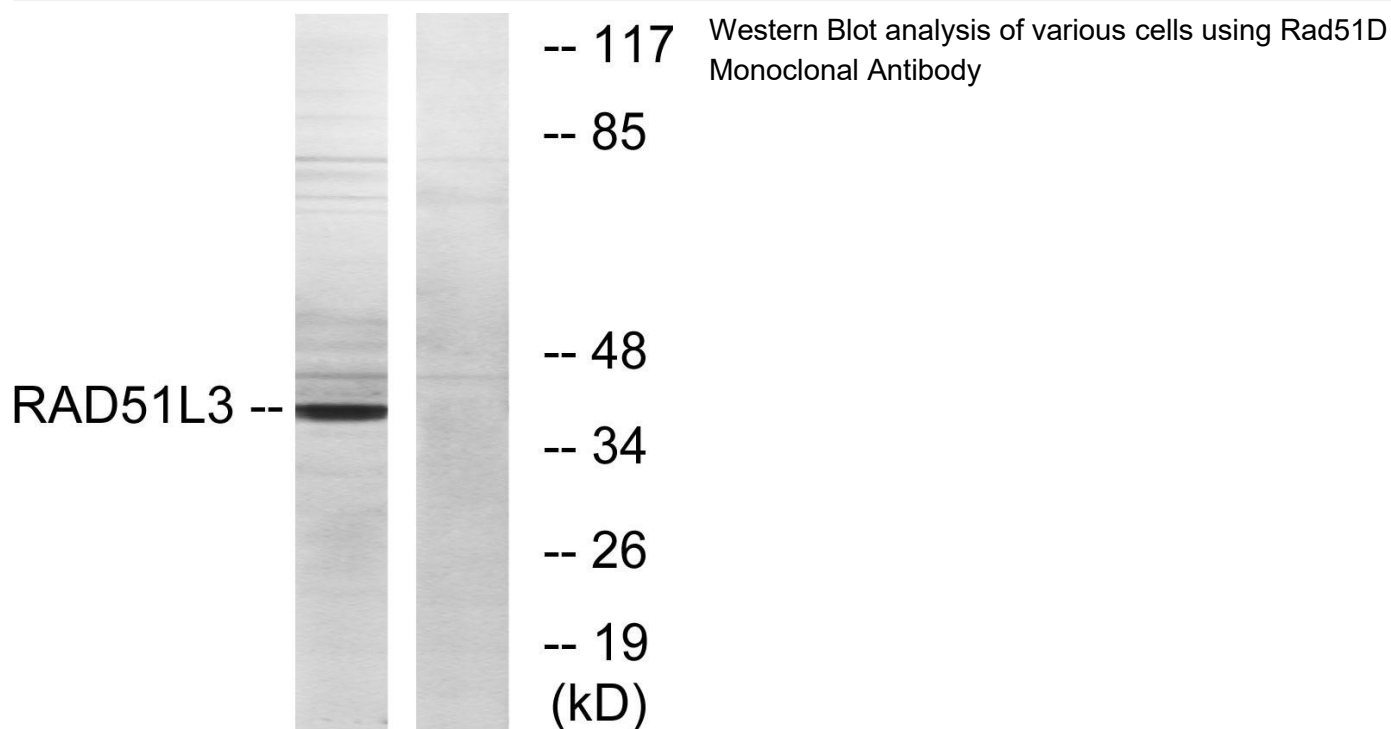 -- 117
Western Blot analysis of various cells using Rad51D
Monoclonal Antibody
-- 85
-- 48
RAD51L3 --
-- 34
-- 26
-- 19
(kD)